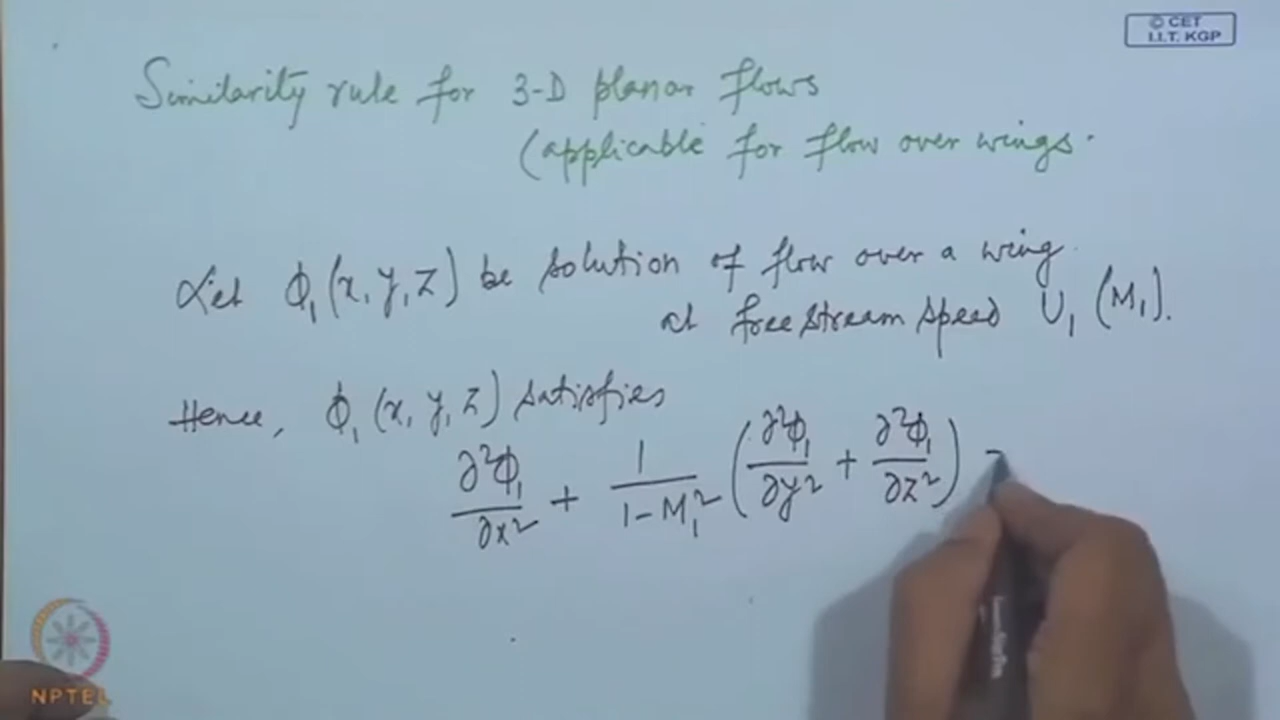 © CET
I.I.T. KGP
Similarity rule for 3-D planar flows
(applicable for flow over wings.
Let ϕ₁(x, y, z) be solution of flow over a wing
at free stream speed U₁ (M₁).
Hence, ϕ₁ (x, y, z) satisfies
∂²ϕ₁/∂x² + 1/(1-M₁²) (∂²ϕ₁/∂y² + ∂²ϕ₁/∂z²)
NPTEL